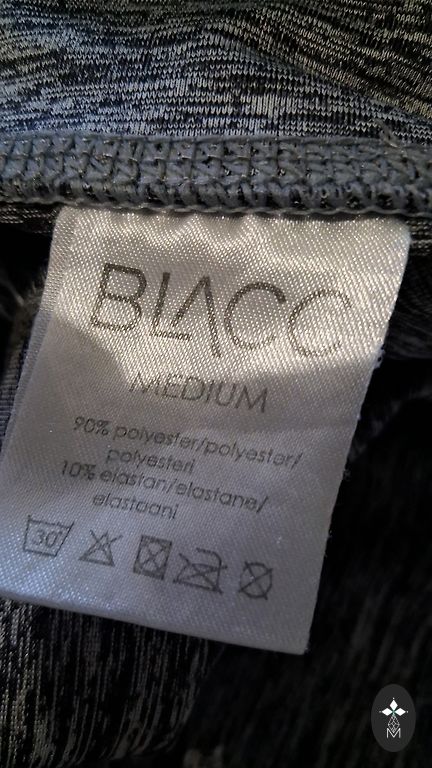 BLACC
MEDIUM
90% polyester/polyester/
polyesteri
10% elastan/elastane/
elastaani
30°